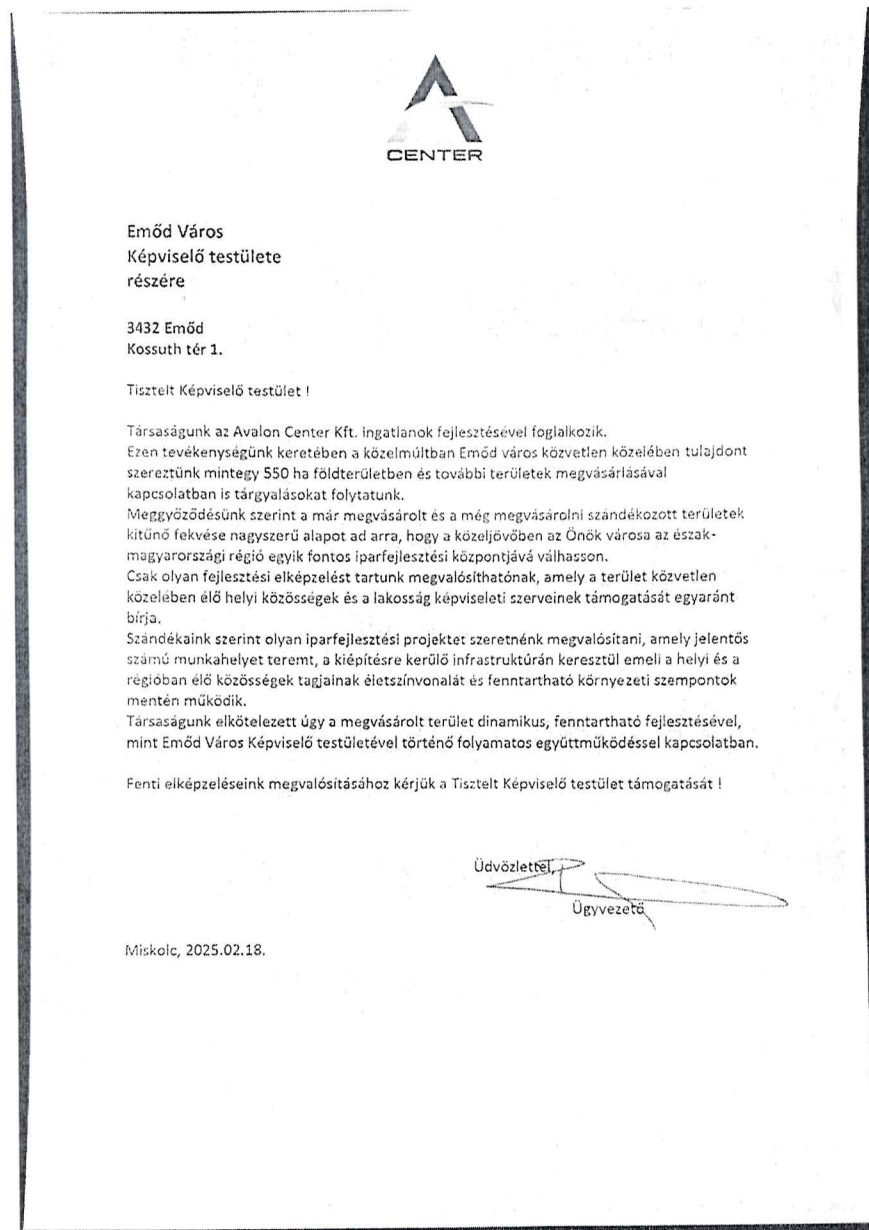 CENTER
Emőd Város
Képviselő testülete
részére
3432 Emőd
Kossuth tér 1.
Tisztelt Képviselő testület !
Társaságunk az Avalon Center Kft. ingatlanok fejlesztésével foglalkozik.
Ezen tevékenységünk keretében a közelmúltban Emőd város közvetlen közelében tulajdont
szereztünk mintegy 550 ha földterületben és további területek megvásárlásával
kapcsolatban is tárgyalásokat folytatunk.
Meggyőződésünk szerint a már megvásárolt és a még megvásárolni szándékozott területek
kitűnő fekvése nagyszerű alapot ad arra, hogy a közeljövőben az Önök városa az észak-
magyarországi régió egyik fontos iparfejlesztési központjává válhasson.
Csak olyan fejlesztési elképzelést tartunk megvalósíthatónak, amely a terület közvetlen
közelében élő helyi közösségek és a lakosság képviseleti szerveinek támogatását egyaránt
bírja.
Szándékaink szerint olyan iparfejlesztési projektet szeretnénk megvalósítani, amely jelentős
számú munkahelyet teremt, a kiépítésre kerülő infrastruktúrán keresztül emeli a helyi és a
régióban élő közösségek tagjainak életszínvonalát és fenntartható környezeti szempontok
mentén működik.
Társaságunk elkötelezett úgy a megvásárolt terület dinamikus, fenntartható fejlesztésével,
mint Emőd Város Képviselő testületével történő folyamatos együttműködéssel kapcsolatban.
Fenti elképzeléseink megvalósításához kérjük a Tisztelt Képviselő testület támogatását !
Üdvözlettel,
Ügyvezető
Miskolc, 2025.02.18.